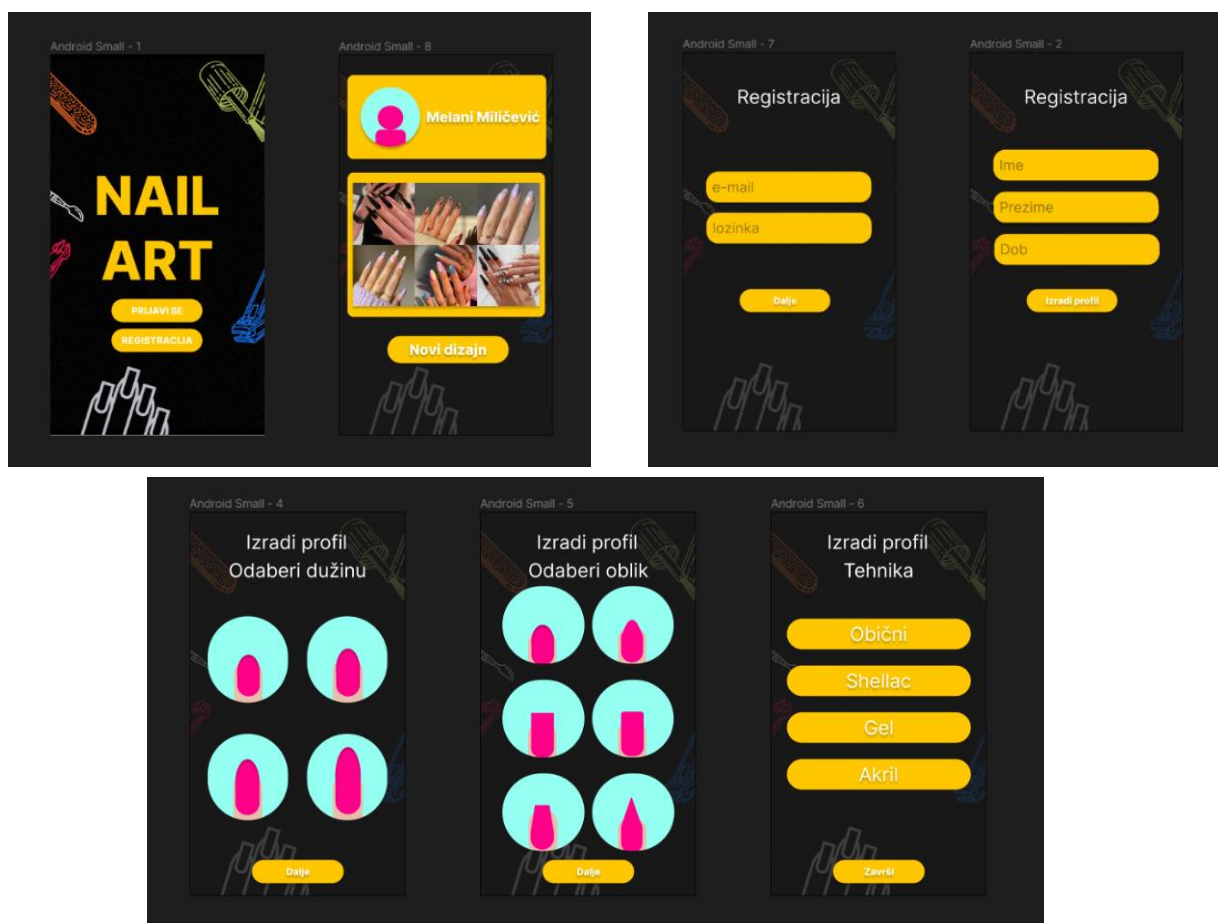 Android Small - 1
NAIL
ART
PRIJAVI SE
REGISTRACIJA
Android Small - 8
Melani Miličević
Novi dizajn
Android Small - 7
Registracija
e-mail
lozinka
Dalje
Android Small - 2
Registracija
Ime
Prezime
Dob
Izradi profil
Android Small - 4
Izradi profil
Odaberi dužinu
Dalje
Android Small - 5
Izradi profil
Odaberi oblik
Dalje
Android Small - 6
Izradi profil
Tehnika
Obični
Shellac
Gel
Akril
Završi